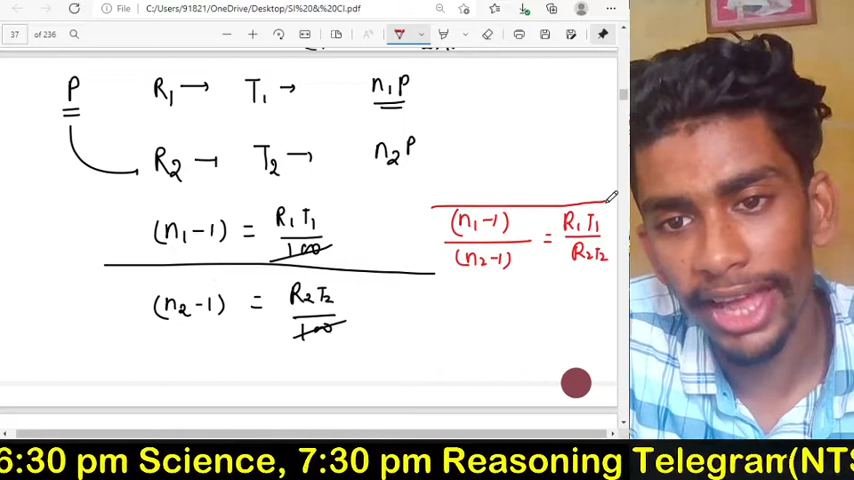 File
C:/Users/91821/OneDrive/Desktop/SI%20&%20CI.pdf
37 of 236
P R₁ → T₁ → n₁P
R₂ → T₂ → n₂P
(n₁-1) = R₁T₁/100
(n₂-1) = R₂T₂/100
(n₁-1)/(n₂-1) = R₁T₁/R₂T₂
6:30 pm Science, 7:30 pm Reasoning Telegram (NTS